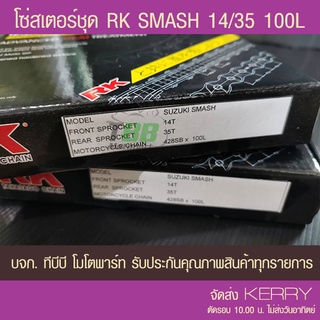 โซ่สเตอร์ชุด RK SMASH 14/35 100L
RK
MODEL SUZUKI SMASH
FRONT SPROCKET 14T
REAR SPROCKET 35T
MOTORCYCLE CHAIN 428SB x 100L
CHAIN
MODEL SUZUKI SMASH
FRONT SPROCKET 14T
REAR SPROCKET 35T
MOTORCYCLE CHAIN 428SB x 100L
บจก. ทีบีบี โมโตพาร์ท รับประกันคุณภาพสินค้าทุกรายการ
จัดส่ง KERRY
ตัดรอบ 10.00 น. ไม่ส่งวันอาทิตย์